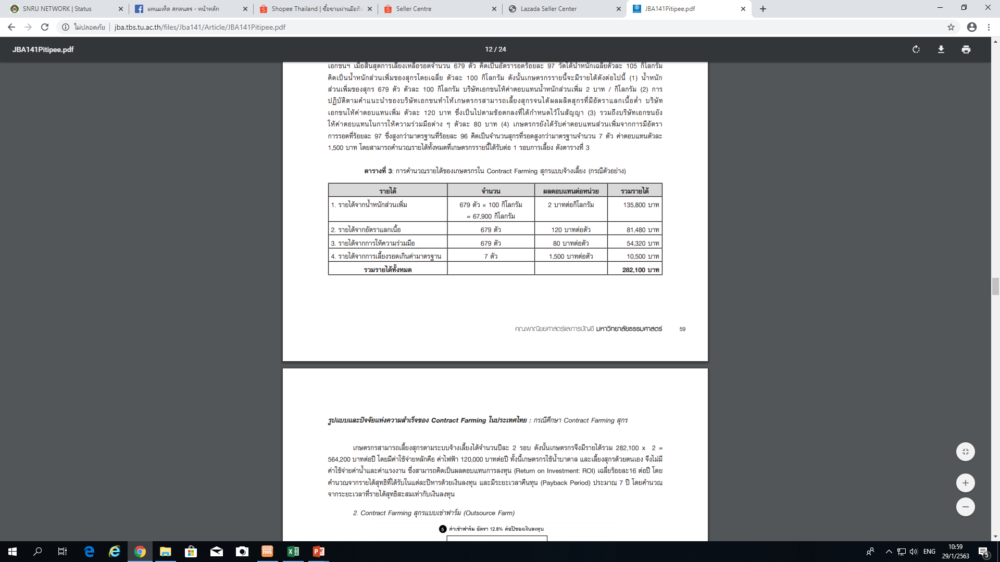 SNRU NETWORK | Status
แหนมเห็ด สกลนคร - หน้าหลัก
Shopee Thailand | ซื้อขายผ่านมือถือ
Seller Centre
Lazada Seller Center
JBA141Pitipee.pdf
ไม่ปลอดภัย | jba.tbs.tu.ac.th/files/Jba141/Article/JBA141Pitipee.pdf
JBA141Pitipee.pdf
12 / 24
เอกชนฯ เมื่อสิ้นสุดการเลี้ยงเหลือรอดจำนวน 679 ตัว คิดเป็นอัตรารอดร้อยละ 97 วัดได้น้ำหนักเฉลี่ยตัวละ 105 กิโลกรัม
คิดเป็นน้ำหนักส่วนเพิ่มของสุกรโดยเฉลี่ย ตัวละ 100 กิโลกรัม ดังนั้นเกษตรกรรายนี้จะมีรายได้ดังต่อไปนี้ (1) น้ำหนัก
ส่วนเพิ่มของสุกร 679 ตัว ตัวละ 100 กิโลกรัม บริษัทเอกชนให้ค่าตอบแทนน้ำหนักส่วนเพิ่ม 2 บาท / กิโลกรัม (2) การ
ปฏิบัติตามคำแนะนำของบริษัทเอกชนทำให้เกษตรกรสามารถเลี้ยงสุกรจนได้ผลผลิตสุกรที่มีอัตราแลกเนื้อต่ำ บริษัท
เอกชนให้ค่าตอบแทนเพิ่ม ตัวละ 120 บาท ซึ่งเป็นไปตามข้อตกลงที่ได้กำหนดไว้ในสัญญา (3) รวมถึงบริษัทเอกชนยัง
ให้ค่าตอบแทนในการให้ความร่วมมือต่าง ๆ ตัวละ 80 บาท (4) เกษตรกรยังได้รับค่าตอบแทนส่วนเพิ่มจากการมีอัตรา
การรอดที่ร้อยละ 97 ซึ่งสูงกว่ามาตรฐานที่ร้อยละ 96 คิดเป็นจำนวนสุกรที่รอดสูงกว่ามาตรฐานจำนวน 7 ตัว ค่าตอบแทนตัวละ
1,500 บาท โดยสามารถคำนวณรายได้ทั้งหมดที่เกษตรกรรายนี้ได้รับต่อ 1 รอบการเลี้ยง ดังตารางที่ 3
ตารางที่ 3: การคำนวณรายได้ของเกษตรกรใน Contract Farming สุกรแบบจ้างเลี้ยง (กรณีตัวอย่าง)
รายได้ จำนวน ผลตอบแทนต่อหน่วย รวมรายได้
1. รายได้จากน้ำหนักส่วนเพิ่ม 679 ตัว × 100 กิโลกรัม 2 บาทต่อกิโลกรัม 135,800 บาท
= 67,900 กิโลกรัม
2. รายได้จากอัตราแลกเนื้อ 679 ตัว 120 บาทต่อตัว 81,480 บาท
3. รายได้จากการให้ความร่วมมือ 679 ตัว 80 บาทต่อตัว 54,320 บาท
4. รายได้จากการเลี้ยงรอดเกินค่ามาตรฐาน 7 ตัว 1,500 บาทต่อตัว 10,500 บาท
รวมรายได้ทั้งหมด 282,100 บาท
คณะพาณิชยศาสตร์และการบัญชี มหาวิทยาลัยธรรมศาสตร์ 59
รูปแบบและปัจจัยแห่งความสำเร็จของ Contract Farming ในประเทศไทย : กรณีศึกษา Contract Farming สุกร
เกษตรกรสามารถเลี้ยงสุกรตามระบบจ้างเลี้ยงได้จำนวนปีละ 2 รอบ ดังนั้นเกษตรกรจึงมีรายได้รวม 282,100 x 2 =
564,200 บาทต่อปี โดยมีค่าใช้จ่ายหลักคือ ค่าไฟฟ้า 120,000 บาทต่อปี ทั้งนี้เกษตรกรใช้น้ำบาดาล และเลี้ยงสุกรด้วยตนเอง จึงไม่มี
ค่าใช้จ่ายค่าน้ำและค่าแรงงาน ซึ่งสามารถคิดเป็นผลตอบแทนการลงทุน (Return on Investment: ROI) เฉลี่ยร้อยละ16 ต่อปี โดย
คำนวณจากรายได้สุทธิที่ได้รับในแต่ละปีหารด้วยเงินลงทุน และมีระยะเวลาคืนทุน (Payback Period) ประมาณ 7 ปี โดยคำนวณ
จากระยะเวลาที่รายได้สุทธิสะสมเท่ากับเงินลงทุน
2. Contract Farming สุกรแบบเช่าฟาร์ม (Outsource Farm)
5 ค่าเช่าฟาร์ม อัตรา 12.8% ต่อปีของเงินลงทุน
ENG
10:59
29/1/2563
5